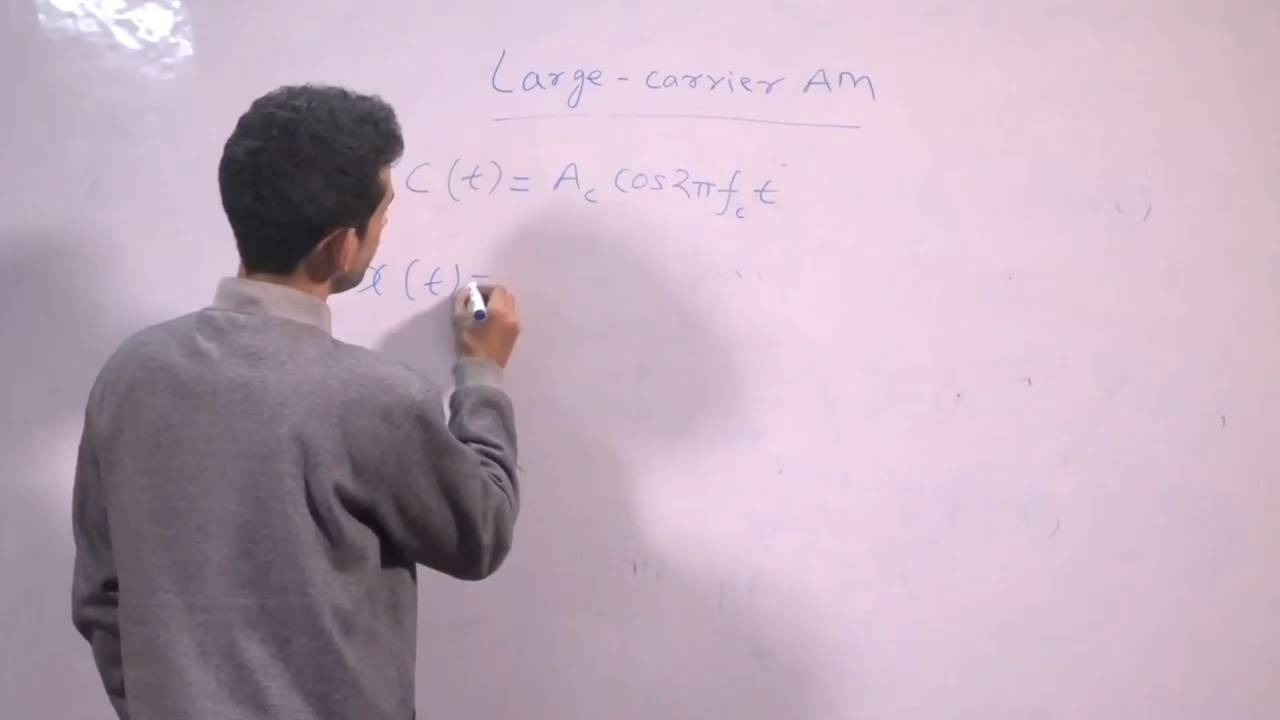 Large-carrier AM
C(t) = A_c Cos2πf_c t
x(t) =